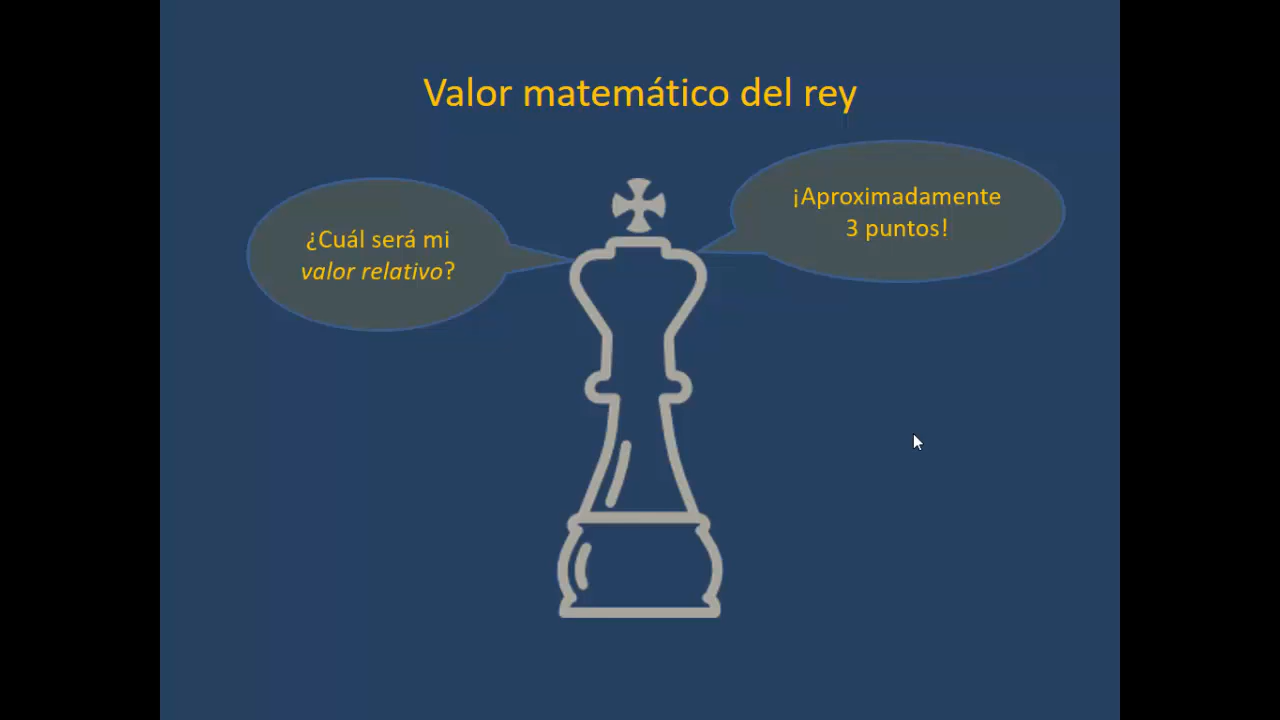 Valor matemático del rey
¿Cuál será mi
valor relativo?
¡Aproximadamente
3 puntos!